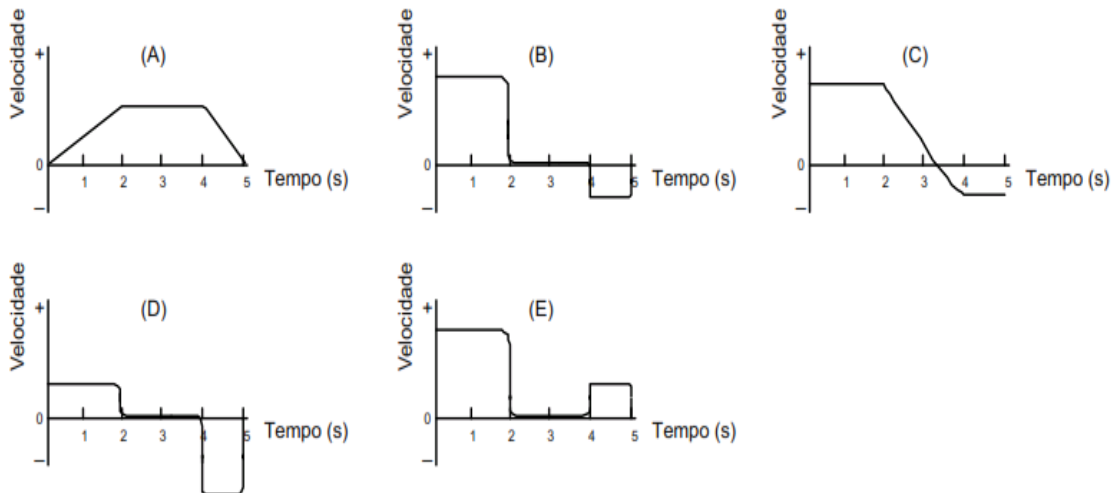 (A)
Velocidade
+
0
–
1 2 3 4 5
Tempo (s)
(B)
Velocidade
+
0
–
1 2 3 4 5
Tempo (s)
(C)
Velocidade
+
0
–
1 2 3 4 5
Tempo (s)
(D)
Velocidade
+
0
–
1 2 3 4 5
Tempo (s)
(E)
Velocidade
+
0
–
1 2 3 4 5
Tempo (s)